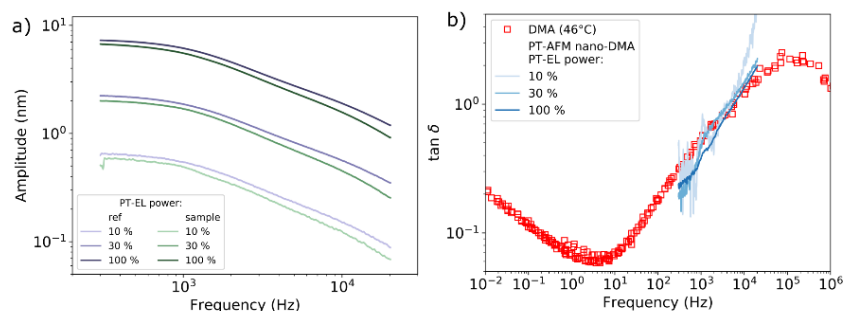 a)
10¹
10⁰
10⁻¹
Amplitude (nm)
PT-EL power:
ref sample
10 % 10 %
30 % 30 %
100 % 100 %
10³ 10⁴
Frequency (Hz)
b)
DMA (46°C)
PT-AFM nano-DMA
PT-EL power:
10 %
30 %
100 %
10⁰
10⁻¹
tan δ
10⁻² 10⁻¹ 10⁰ 10¹ 10² 10³ 10⁴ 10⁵ 10⁶
Frequency (Hz)